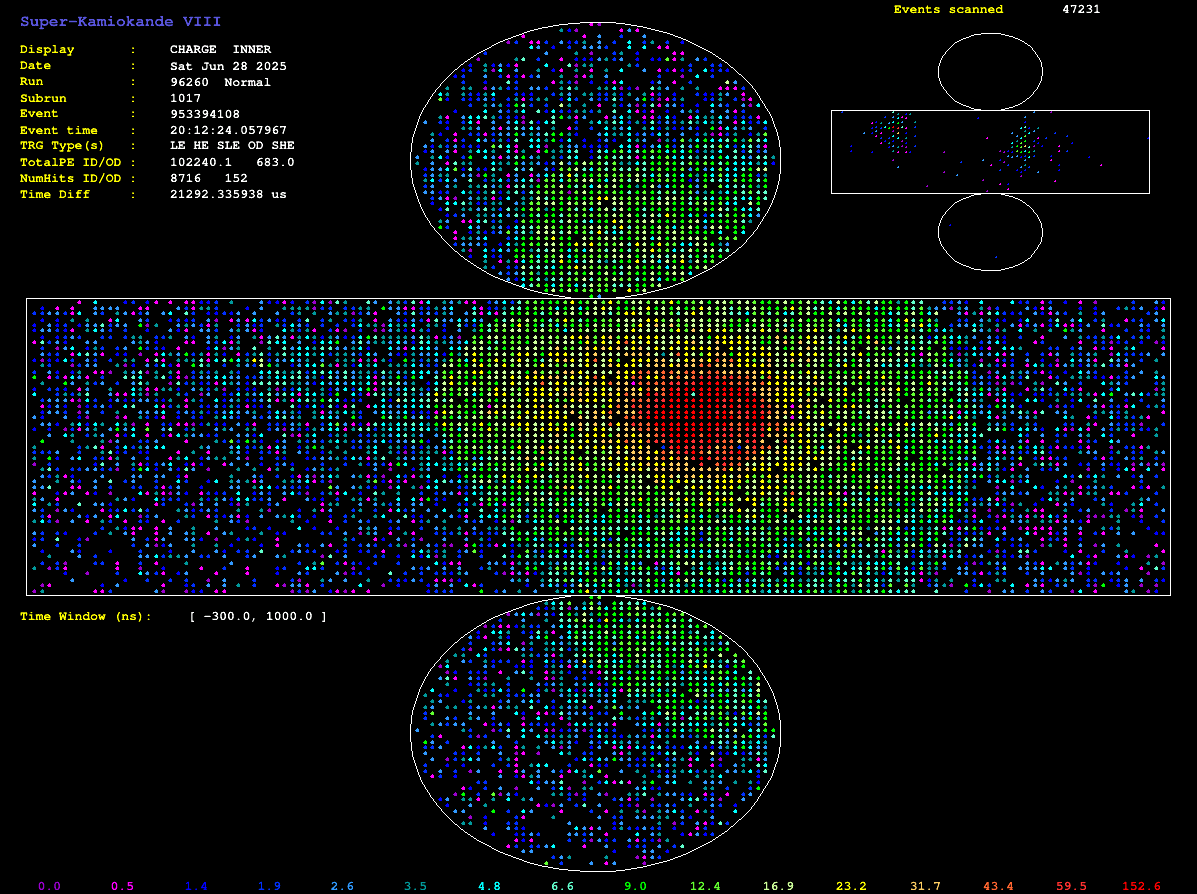 Super-Kamiokande VIII
Events scanned 47231
Display : CHARGE INNER
Date : Sat Jun 28 2025
Run : 96260 Normal
Subrun : 1017
Event : 953394108
Event time : 20:12:24.057967
TRG Type(s) : LE HE SLE OD SHE
TotalPE ID/OD : 102240.1 683.0
NumHits ID/OD : 8716 152
Time Diff : 21292.335938 us
Time Window (ns): [ -300.0, 1000.0 ]
0.0 0.5 1.4 1.9 2.6 3.5 4.8 6.6 9.0 12.4 16.9 23.2 31.7 43.4 59.5 152.6